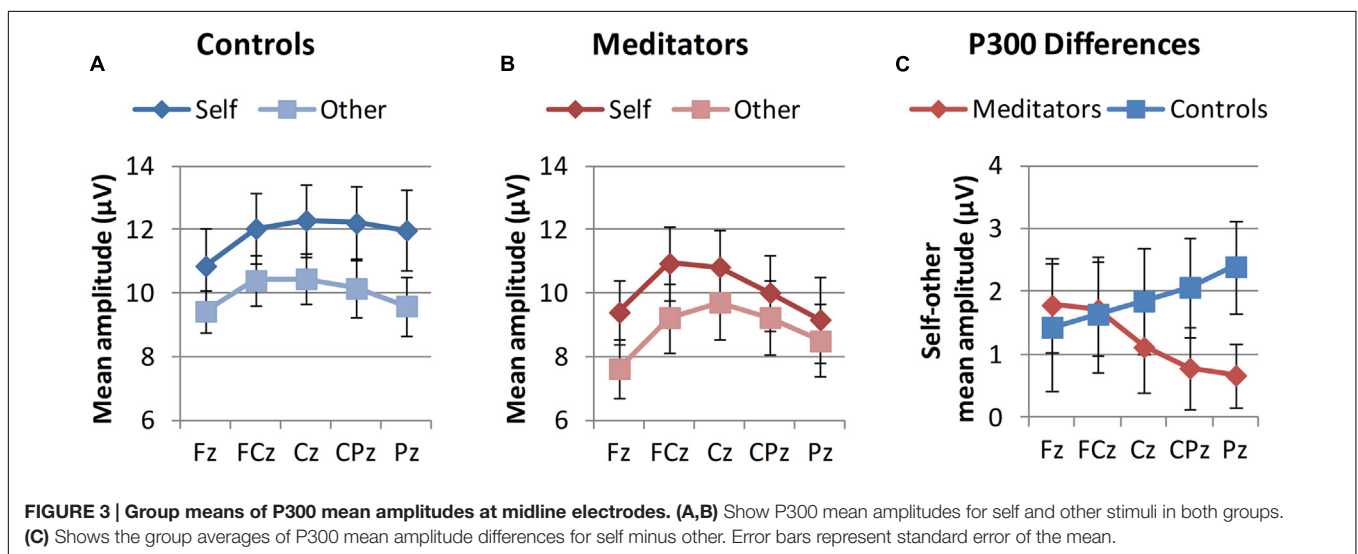 Controls
A
Self Other
Mean amplitude (µV)
14
12
10
8
6
Fz FCz Cz CPz Pz
Meditators
B
Self Other
Mean amplitude (µV)
14
12
10
8
6
Fz FCz Cz CPz Pz
P300 Differences
C
Meditators Controls
Self-other
mean amplitude (µV)
4
3
2
1
0
Fz FCz Cz CPz Pz
FIGURE 3 | Group means of P300 mean amplitudes at midline electrodes. (A,B) Show P300 mean amplitudes for self and other stimuli in both groups.
(C) Shows the group averages of P300 mean amplitude differences for self minus other. Error bars represent standard error of the mean.